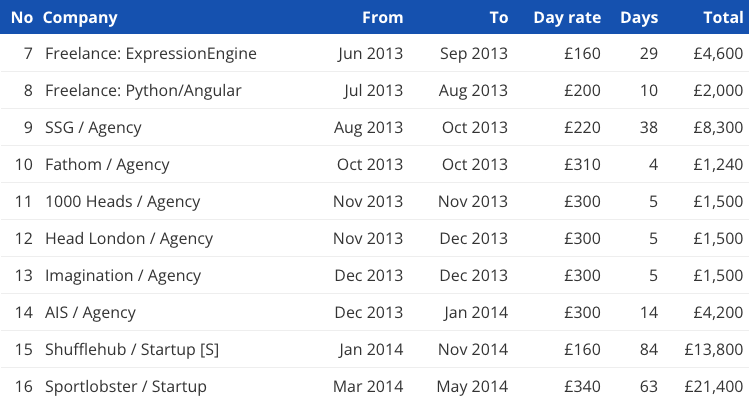 No Company From To Day rate Days Total
7 Freelance: ExpressionEngine Jun 2013 Sep 2013 £160 29 £4,600
8 Freelance: Python/Angular Jul 2013 Aug 2013 £200 10 £2,000
9 SSG / Agency Aug 2013 Oct 2013 £220 38 £8,300
10 Fathom / Agency Oct 2013 Oct 2013 £310 4 £1,240
11 1000 Heads / Agency Nov 2013 Nov 2013 £300 5 £1,500
12 Head London / Agency Nov 2013 Dec 2013 £300 5 £1,500
13 Imagination / Agency Dec 2013 Dec 2013 £300 5 £1,500
14 AIS / Agency Dec 2013 Jan 2014 £300 14 £4,200
15 Shufflehub / Startup [S] Jan 2014 Nov 2014 £160 84 £13,800
16 Sportlobster / Startup Mar 2014 May 2014 £340 63 £21,400